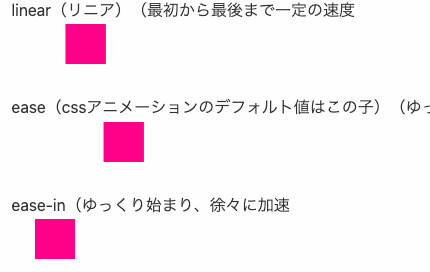 linear（リニア）（最初から最後まで一定の速度
ease（cssアニメーションのデフォルト値はこの子）（ゆっ
ease-in（ゆっくり始まり、徐々に加速